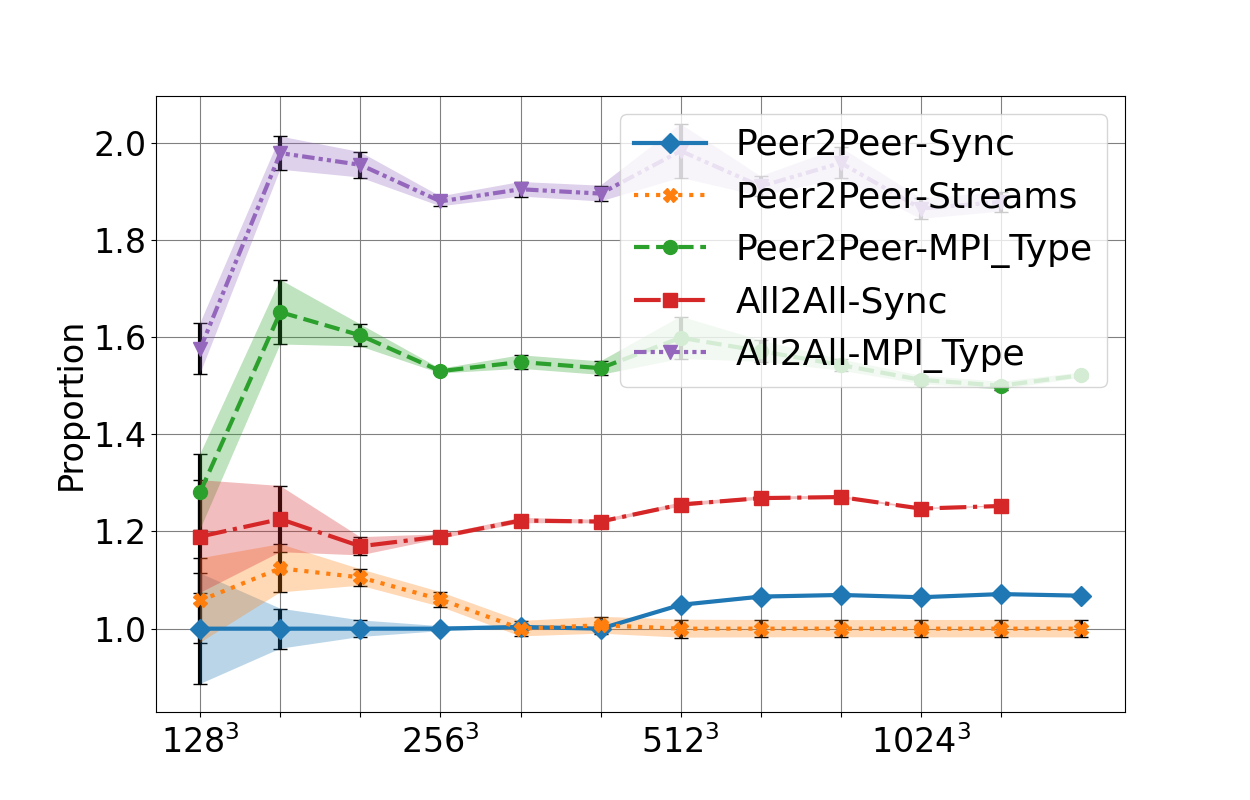 Proportion
2.0
1.8
1.6
1.4
1.2
1.0
128³
256³
512³
1024³
Peer2Peer-Sync
Peer2Peer-Streams
Peer2Peer-MPI_Type
All2All-Sync
All2All-MPI_Type